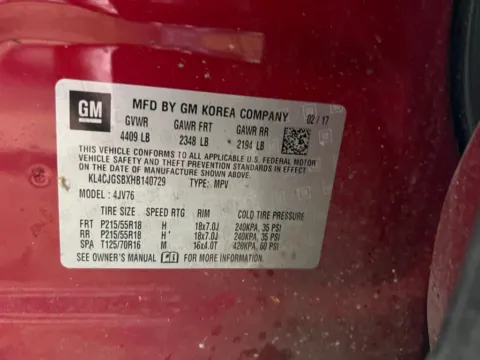 GM
MFD BY GM KOREA COMPANY
02 / 17
GVWR GAWR FRT GAWR RR
4409 LB 2348 LB 2194 LB
THIS VEHICLE CONFORMS TO ALL APPLICABLE U.S. FEDERAL MOTOR
VEHICLE SAFETY AND THEFT PREVENTION STANDARDS IN EFFECT
ON THE DATE OF MANUFACTURE SHOWN ABOVE.
KL4CJGSBXHB140729 TYPE: MPV
MODEL: 4JV76
TIRE SIZE SPEED RTG RIM COLD TIRE PRESSURE
FRT P215/55R18 H 18x7.0J 240KPA, 35 PSI
RR P215/55R18 H 18x7.0J 240KPA, 35 PSI
SPA T125/70R16 M 16x4.0T 420KPA, 60 PSI
SEE OWNER'S MANUAL FOR MORE INFORMATION.